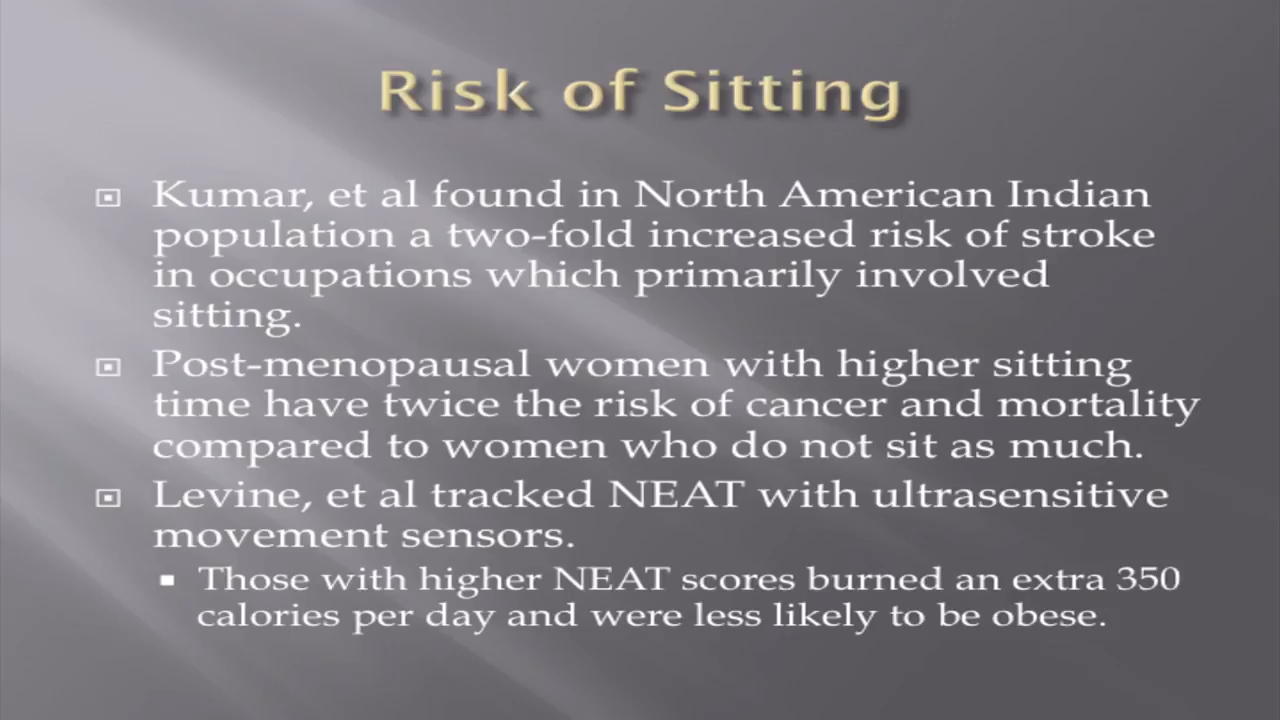 Risk of Sitting
Kumar, et al found in North American Indian
population a two-fold increased risk of stroke
in occupations which primarily involved
sitting.
Post-menopausal women with higher sitting
time have twice the risk of cancer and mortality
compared to women who do not sit as much.
Levine, et al tracked NEAT with ultrasensitive
movement sensors.
Those with higher NEAT scores burned an extra 350
calories per day and were less likely to be obese.